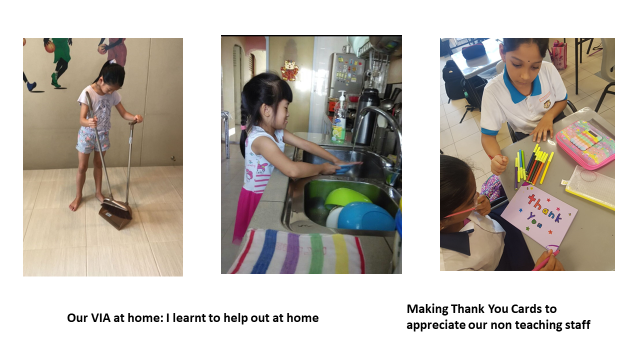 thank
you
Our VIA at home: I learnt to help out at home
Making Thank You Cards to
appreciate our non teaching staff